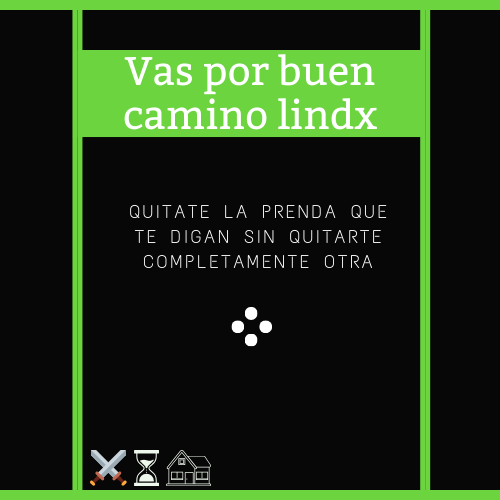 Vas por buen
camino lindx
QUITATE LA PRENDA QUE
TE DIGAN SIN QUITARTE
COMPLETAMENTE OTRA